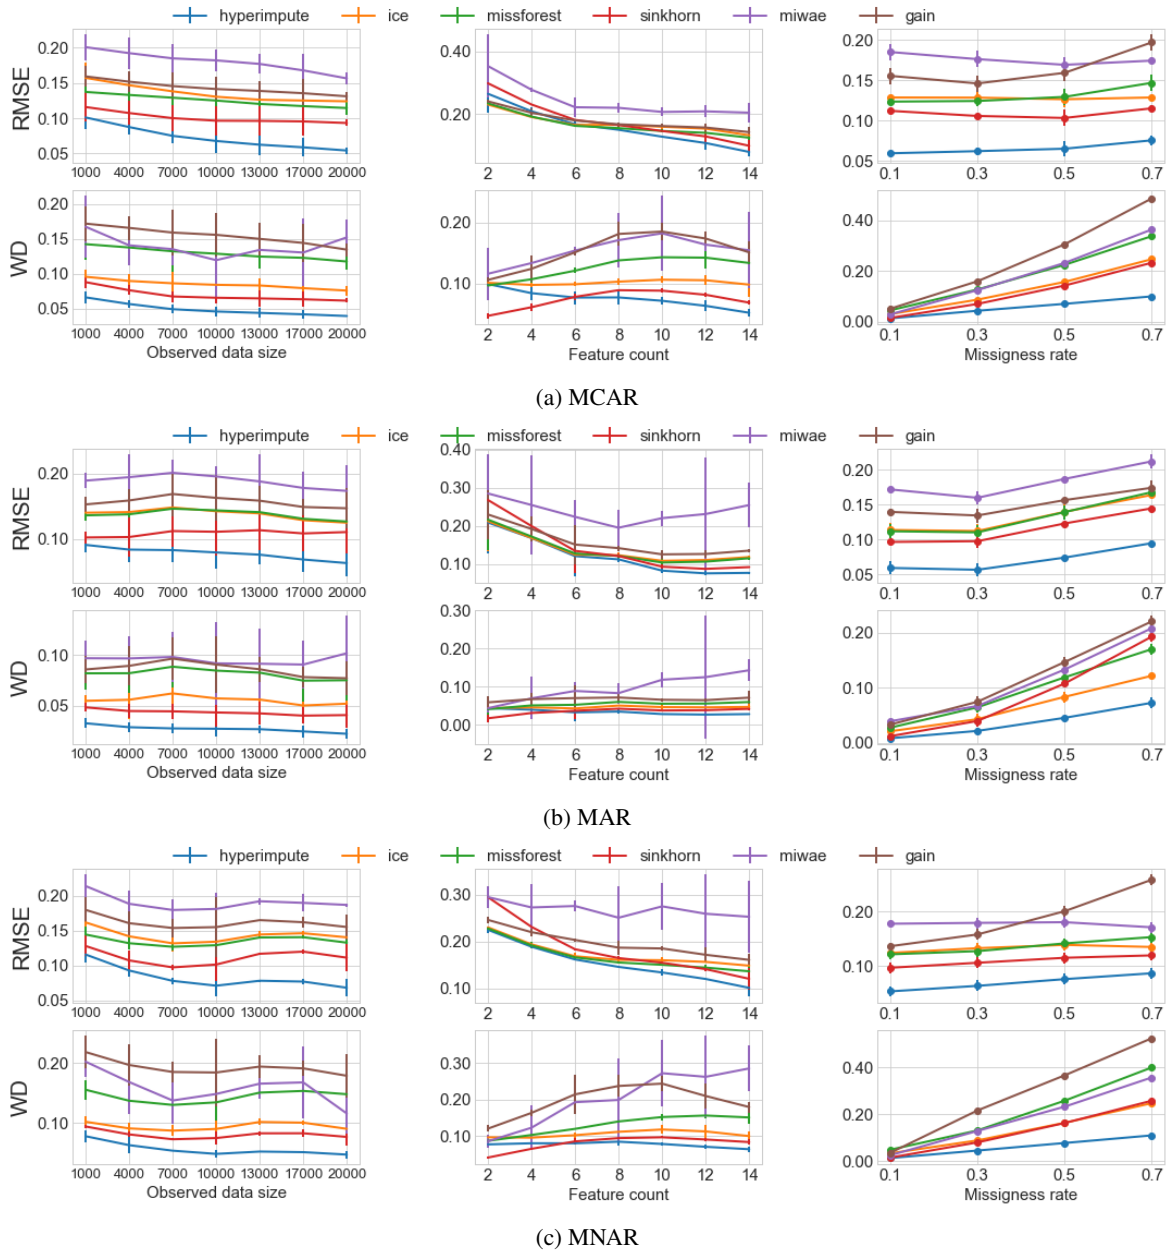 hyperimpute ice missforest sinkhorn miwae gain
RMSE
0.20
0.15
0.10
0.05
1000 4000 7000 10000 13000 17000 20000
0.40
0.20
2 4 6 8 10 12 14
0.20
0.15
0.10
0.05
0.1 0.3 0.5 0.7
WD
0.20
0.15
0.10
0.05
1000 4000 7000 10000 13000 17000 20000
Observed data size
0.20
0.10
2 4 6 8 10 12 14
Feature count
0.40
0.20
0.00
0.1 0.3 0.5 0.7
Missigness rate
(a) MCAR
hyperimpute ice missforest sinkhorn miwae gain
RMSE
0.20
0.10
1000 4000 7000 10000 13000 17000 20000
0.40
0.30
0.20
0.10
2 4 6 8 10 12 14
0.20
0.15
0.10
0.05
0.1 0.3 0.5 0.7
WD
0.10
0.05
1000 4000 7000 10000 13000 17000 20000
Observed data size
0.30
0.20
0.10
0.00
2 4 6 8 10 12 14
Feature count
0.20
0.10
0.00
0.1 0.3 0.5 0.7
Missigness rate
(b) MAR
hyperimpute ice missforest sinkhorn miwae gain
RMSE
0.20
0.15
0.10
0.05
1000 4000 7000 10000 13000 17000 20000
0.30
0.20
0.10
2 4 6 8 10 12 14
0.20
0.10
0.1 0.3 0.5 0.7
WD
0.20
0.10
1000 4000 7000 10000 13000 17000 20000
Observed data size
0.30
0.20
0.10
2 4 6 8 10 12 14
Feature count
0.40
0.20
0.00
0.1 0.3 0.5 0.7
Missigness rate
(c) MNAR